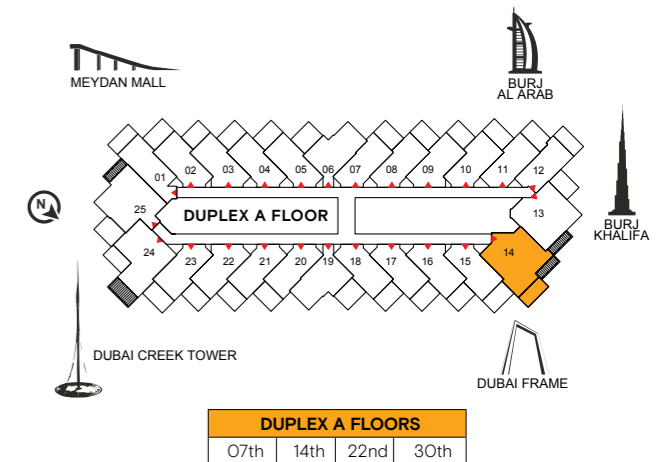 MEYDAN MALL
BURJ
AL ARAB
BURJ
KHALIFA
N
01 02 03 04 05 06 07 08 09 10 11 12
13
DUPLEX A FLOOR
25
24 23 22 21 20 19 18 17 16 15 14
DUBAI CREEK TOWER
DUBAI FRAME
DUPLEX A FLOORS
07th 14th 22nd 30th